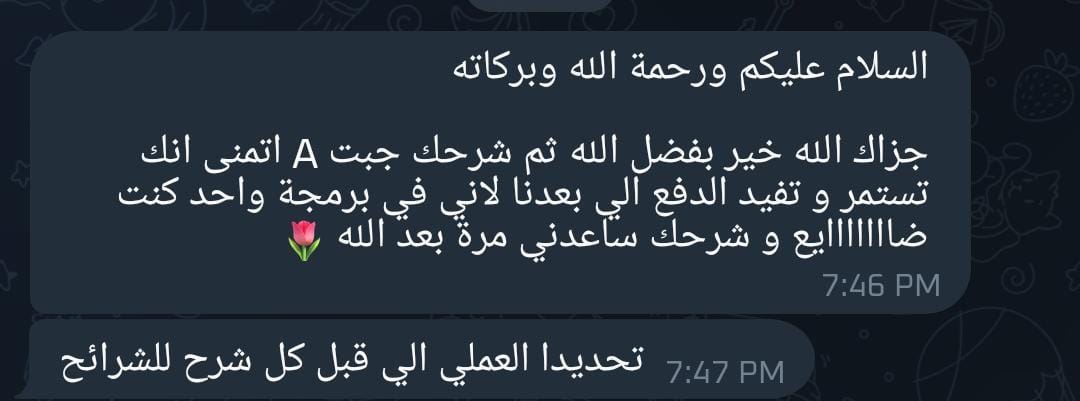 السلام عليكم ورحمة الله وبركاته
جزاك الله خير بفضل الله ثم شرحك جبت A اتمنى انك
تستمر و تفيد الدفع الي بعدنا لاني في برمجة واحد كنت
ضاااااااايع و شرحك ساعدني مرة بعد الله 🌷
7:46 PM
تحديدا العملي الي قبل كل شرح للشرائح
7:47 PM